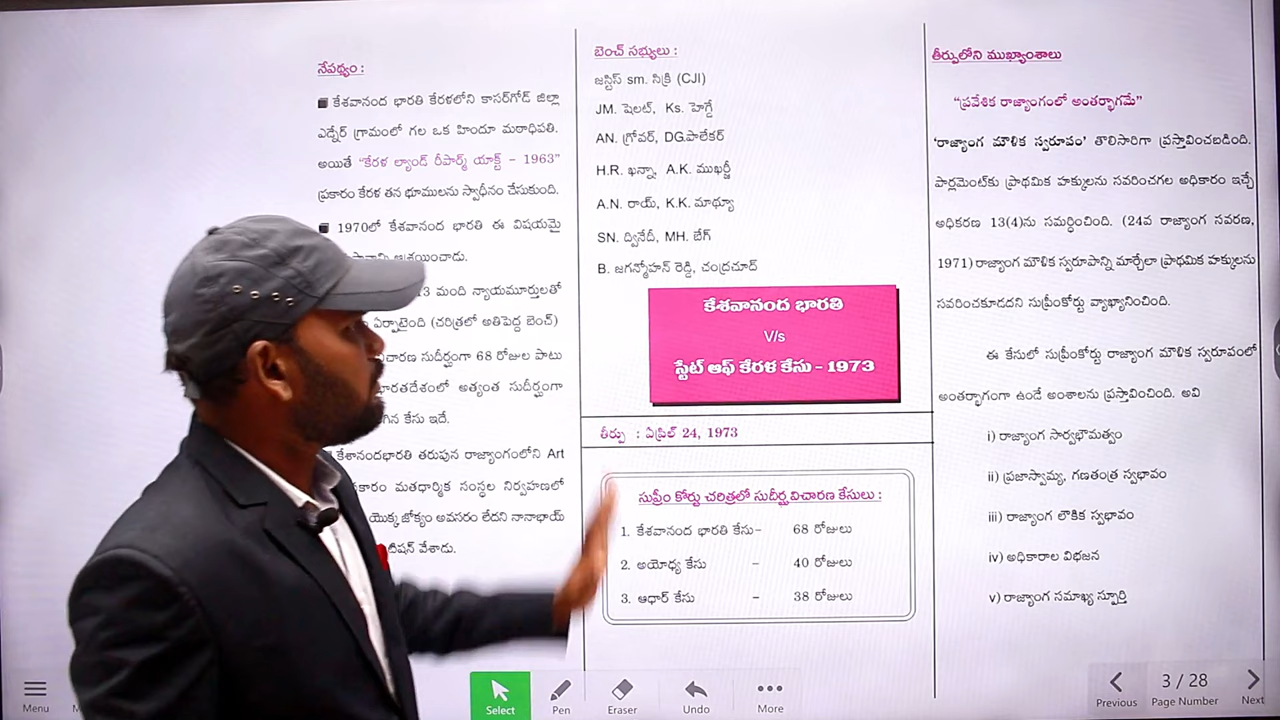 నేపథ్యం :
కేశవానంద భారతి కేరళలోని కాసర్‌గోడ్ జిల్లా
ఎడ్నేర్ గ్రామంలో గల ఒక హిందూ మఠాధిపతి.
అయితే "కేరళ ల్యాండ్ రీఫార్మ్ యాక్ట్ – 1963"
ప్రకారం కేరళ తన భూములను స్వాధీనం చేసుకుంది.
1970లో కేశవానంద భారతి ఈ విషయమై
ఆశ్రయించాడు.
13 మంది న్యాయమూర్తులతో
ఏర్పాటైంది (చరిత్రలో అతిపెద్ద బెంచ్)
సుదీర్ఘంగా 68 రోజుల పాటు
అత్యంత సుదీర్ఘంగా
కేసు ఇదే.
కేశానందభారతి తరుపున రాజ్యాంగంలోని Art
మతధార్మిక సంస్థల నిర్వహణలో
యొక్క జోక్యం అవసరం లేదని నానాభాయ్
వేశాడు.
బెంచ్ సభ్యులు :
జస్టిస్ sm. సిక్రి (CJI)
JM. షెలట్, Ks. హెగ్డే
AN. గ్రోవర్, DG.పాలేకర్
H.R. ఖన్నా, A.K. ముఖర్జీ
A.N. రాయ్, K.K. మాథ్యూ
SN. ద్వినేదీ, MH. బేగ్
B. జగన్మోహన్ రెడ్డి, చంద్రచూద్
కేశవానంద భారతి
V/s
స్టేట్ ఆఫ్ కేరళ కేసు - 1973
తీర్పు : ఏప్రిల్ 24, 1973
సుప్రీం కోర్టు చరిత్రలో సుదీర్ఘ విచారణ కేసులు :
1. కేశవానంద భారతి కేసు– 68 రోజులు
2. అయోధ్య కేసు – 40 రోజులు
3. ఆధార్ కేసు – 38 రోజులు
తీర్పులోని ముఖ్యాంశాలు
"ప్రవేశిక రాజ్యాంగంలో అంతర్భాగమే"
'రాజ్యాంగ మౌళిక స్వరూపం' తొలిసారిగా ప్రస్తావించబడింది.
పార్లమెంట్‌కు ప్రాథమిక హక్కులను సవరించగల అధికారం ఇచ్చే
అధికరణ 13(4)ను సమర్థించింది. (24వ రాజ్యాంగ సవరణ,
1971) రాజ్యాంగ మౌళిక స్వరూపాన్ని మార్చేలా ప్రాథమిక హక్కులను
సవరించకూడదని సుప్రీంకోర్టు వ్యాఖ్యానించింది.
ఈ కేసులో సుప్రీంకోర్టు రాజ్యాంగ మౌళిక స్వరూపంలో
అంతర్భాగంగా ఉండే అంశాలను ప్రస్తావించింది. అవి
i) రాజ్యాంగ సార్వభౌమత్వం
ii) ప్రజాస్వామ్య, గణతంత్ర స్వభావం
iii) రాజ్యాంగ లౌకిక స్వభావం
iv) అధికారాల విభజన
v) రాజ్యాంగ సమాఖ్య స్ఫూర్తి
Menu
Select
Pen
Eraser
Undo
More
Previous
3 / 28
Page Number
Next